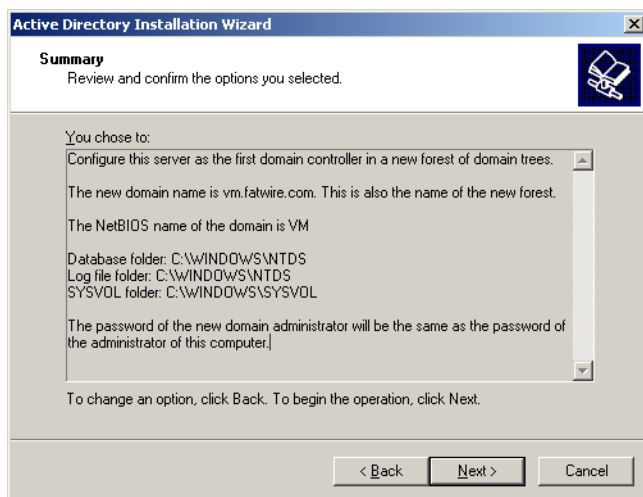 Active Directory Installation Wizard
Summary
Review and confirm the options you selected.
You chose to:
Configure this server as the first domain controller in a new forest of domain trees.
The new domain name is vm.fatwire.com. This is also the name of the new forest.
The NetBIOS name of the domain is VM
Database folder: C:\WINDOWS\NTDS
Log file folder: C:\WINDOWS\NTDS
SYSVOL folder: C:\WINDOWS\SYSVOL
The password of the new domain administrator will be the same as the password of
the administrator of this computer.
To change an option, click Back. To begin the operation, click Next.
< Back
Next >
Cancel